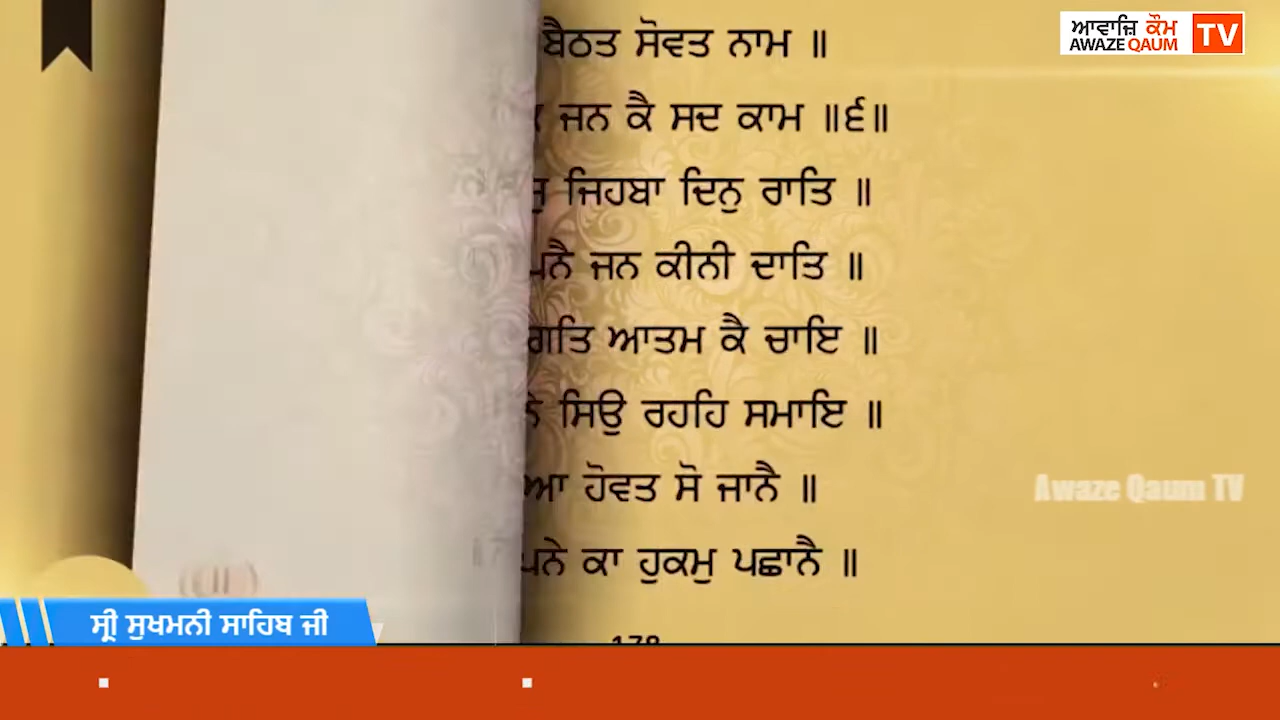 ਆਵਾਜ਼ਿ ਕੌਮ
AWAZE QAUM
TV
ਬੈਠਤ ਸੋਵਤ ਨਾਮ ॥
ਜਨ ਕੈ ਸਦ ਕਾਮ ॥੬॥
ਜਿਹਬਾ ਦਿਨੁ ਰਾਤਿ ॥
ਜਨ ਕੀਨੀ ਦਾਤਿ ॥
ਆਤਮ ਕੈ ਚਾਇ ॥
ਸਿਉ ਰਹਹਿ ਸਮਾਇ ॥
ਹੋਵਤ ਸੋ ਜਾਨੈ ॥
ਕਾ ਹੁਕਮੁ ਪਛਾਨੈ ॥
Awaze Qaum TV
ਸ੍ਰੀ ਸੁਖਮਨੀ ਸਾਹਿਬ ਜੀ